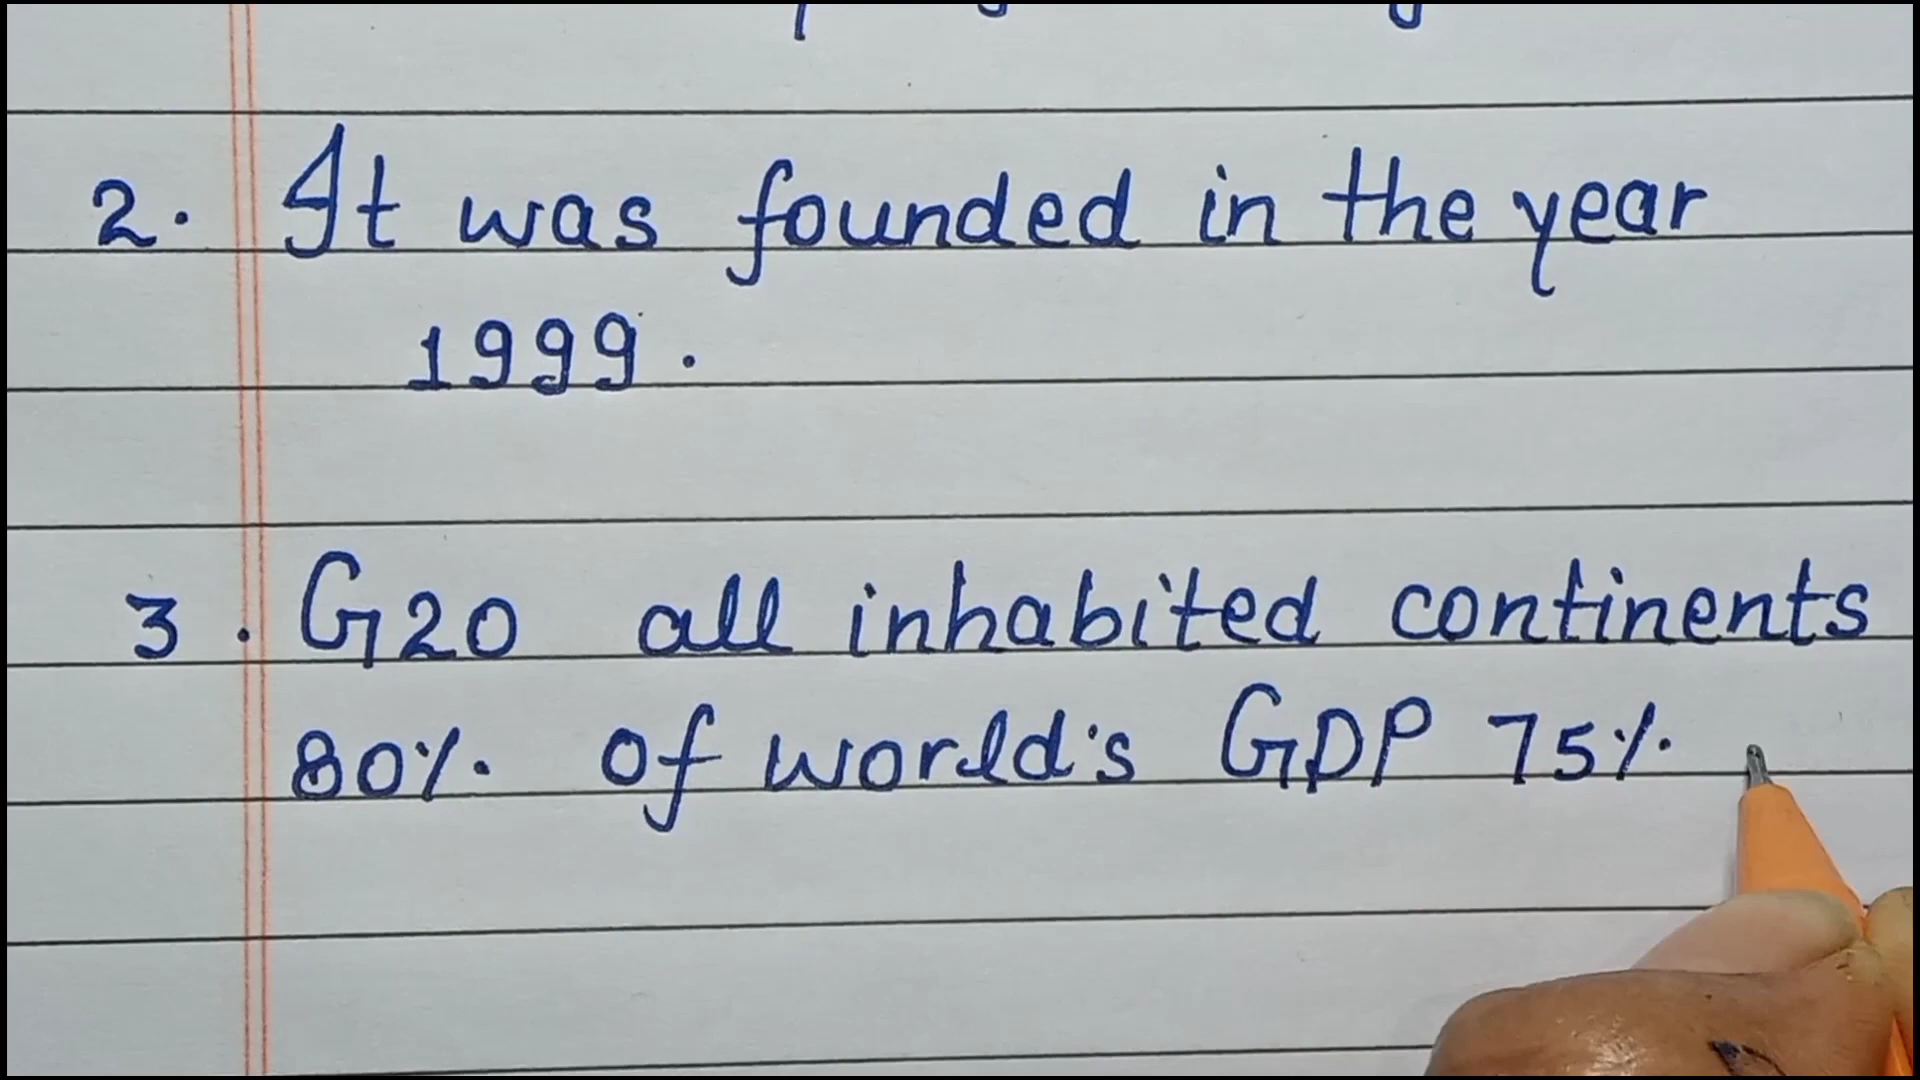 2. It was founded in the year
1999.
3. G20 all inhabited continents
80% of world's GDP 75%